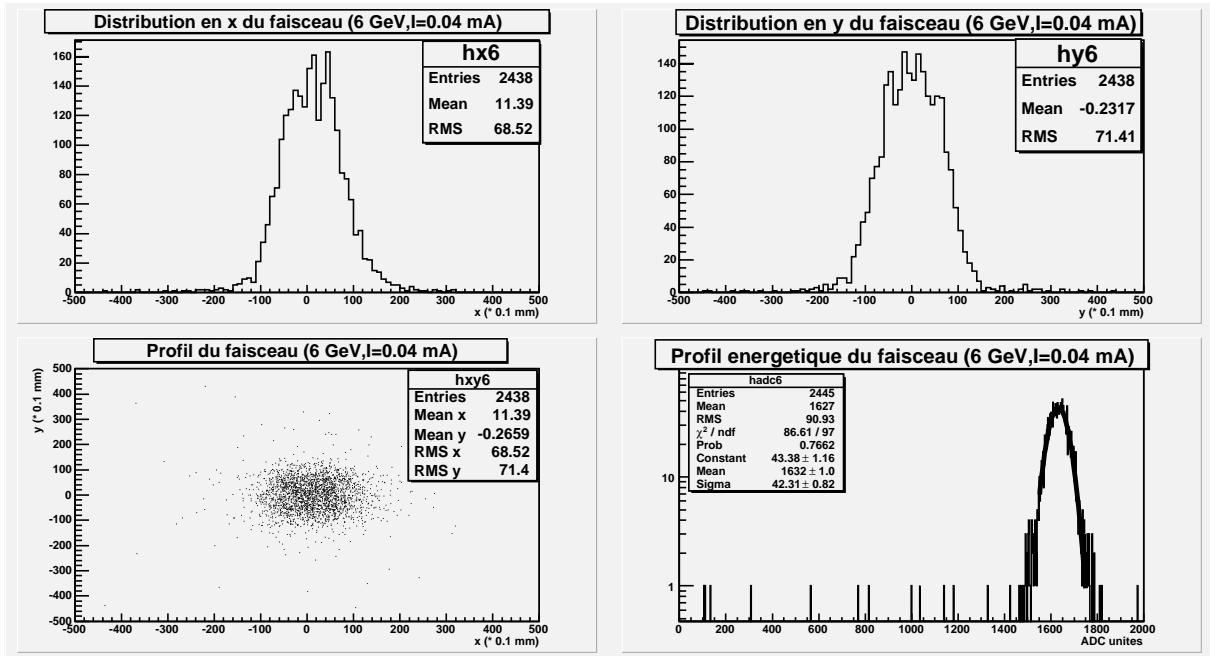 Distribution en x du faisceau (6 GeV,I=0.04 mA)
hx6
Entries 2438
Mean 11.39
RMS 68.52
160
140
120
100
80
60
40
20
0
-500 -400 -300 -200 -100 0 100 200 300 400 500
x (* 0.1 mm)
Distribution en y du faisceau (6 GeV,I=0.04 mA)
hy6
Entries 2438
Mean -0.2317
RMS 71.41
140
120
100
80
60
40
20
0
-500 -400 -300 -200 -100 0 100 200 300 400 500
y (* 0.1 mm)
Profil du faisceau (6 GeV,I=0.04 mA)
hxy6
Entries 2438
Mean x 11.39
Mean y -0.2659
RMS x 68.52
RMS y 71.4
y (* 0.1 mm)
500
400
300
200
100
0
-100
-200
-300
-400
-500
-500 -400 -300 -200 -100 0 100 200 300 400 500
x (* 0.1 mm)
Profil energetique du faisceau (6 GeV,I=0.04 mA)
hadc6
Entries 2445
Mean 1627
RMS 90.93
χ² / ndf 86.61 / 97
Prob 0.7662
Constant 43.38 ± 1.16
Mean 1632 ± 1.0
Sigma 42.31 ± 0.82
10
1
0 200 400 600 800 1000 1200 1400 1600 1800 2000
ADC unites